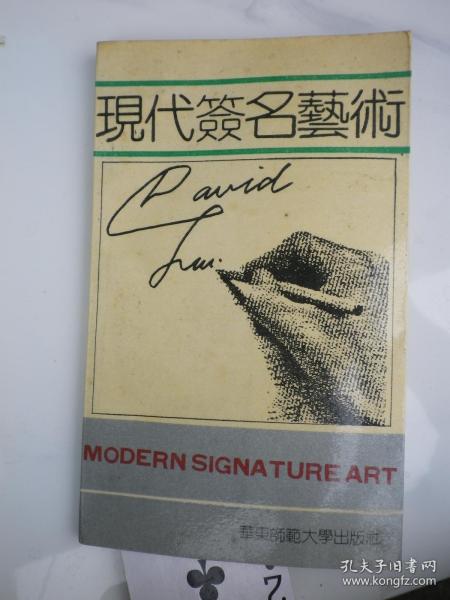 現代簽名藝術
David
MODERN SIGNATURE ART
華東師範大學出版社
7
孔夫子旧书网
www.kongfz.com